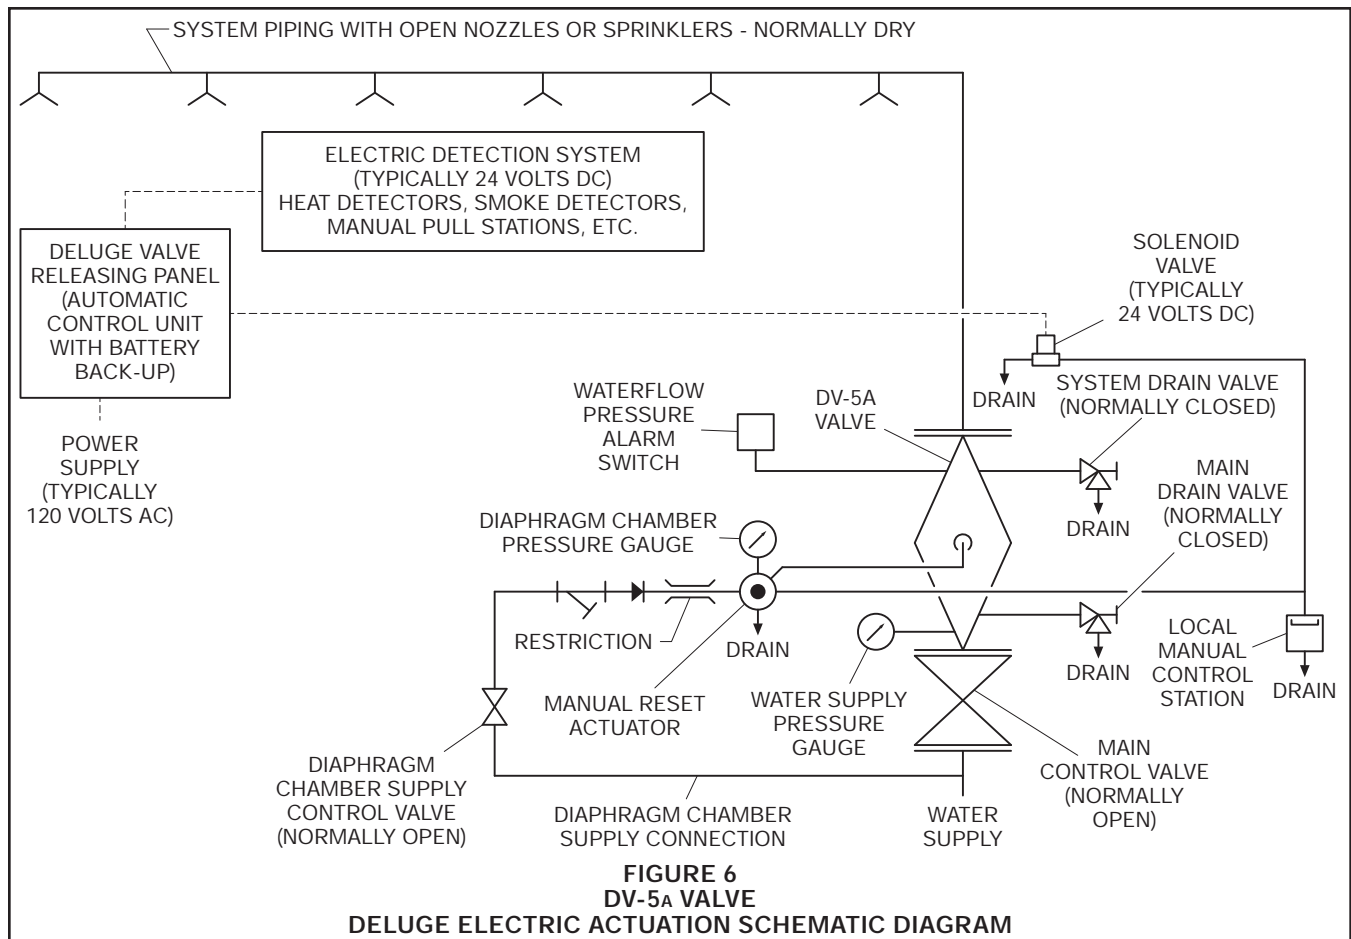 SYSTEM PIPING WITH OPEN NOZZLES OR SPRINKLERS - NORMALLY DRY
ELECTRIC DETECTION SYSTEM
(TYPICALLY 24 VOLTS DC)
HEAT DETECTORS, SMOKE DETECTORS,
MANUAL PULL STATIONS, ETC.
DELUGE VALVE
RELEASING PANEL
(AUTOMATIC
CONTROL UNIT
WITH BATTERY
BACK-UP)
POWER
SUPPLY
(TYPICALLY
120 VOLTS AC)
SOLENOID
VALVE
(TYPICALLY
24 VOLTS DC)
DRAIN
WATERFLOW
PRESSURE
ALARM
SWITCH
DV-5A
VALVE
SYSTEM DRAIN VALVE
(NORMALLY CLOSED)
DRAIN
MAIN
DRAIN VALVE
(NORMALLY
CLOSED)
DRAIN
DIAPHRAGM CHAMBER
PRESSURE GAUGE
RESTRICTION
DRAIN
MANUAL RESET
ACTUATOR
WATER SUPPLY
PRESSURE
GAUGE
LOCAL
MANUAL
CONTROL
STATION
DRAIN
DIAPHRAGM
CHAMBER SUPPLY
CONTROL VALVE
(NORMALLY OPEN)
DIAPHRAGM CHAMBER
SUPPLY CONNECTION
WATER
SUPPLY
MAIN
CONTROL VALVE
(NORMALLY
OPEN)
FIGURE 6
DV-5A VALVE
DELUGE ELECTRIC ACTUATION SCHEMATIC DIAGRAM